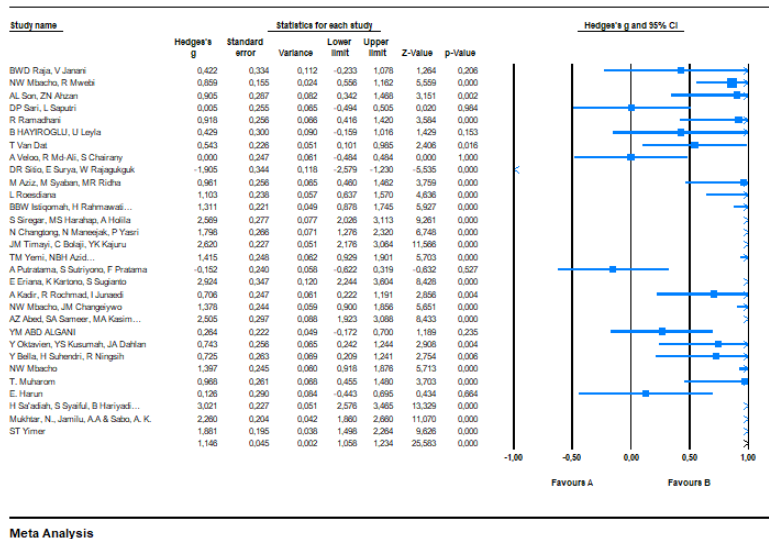 Study name Statistics for each study Hedges's g and 95% CI
Hedges's g Standard error Variance Lower limit Upper limit Z-Value p-Value
BWD Raja, V Janani 0,422 0,334 0,112 -0,233 1,078 1,264 0,206
NW Mbacho, R Mwebi 0,859 0,155 0,024 0,556 1,162 5,559 0,000
AL Son, ZN Ahzan 0,905 0,287 0,082 0,342 1,468 3,151 0,002
DP Sari, L Saputri 0,005 0,255 0,065 -0,494 0,505 0,020 0,984
R Ramadhani 0,918 0,256 0,066 0,416 1,420 3,584 0,000
B HAYIROGLU, U Leyla 0,429 0,300 0,090 -0,159 1,016 1,429 0,153
T Van Dat 0,543 0,226 0,051 0,101 0,985 2,406 0,016
A Veloo, R Md-Ali, S Chairany 0,000 0,247 0,061 -0,484 0,484 0,000 1,000
DR Sitio, E Surya, W Rajagukguk -1,905 0,344 0,118 -2,579 -1,230 -5,535 0,000
M Aziz, M Syaban, MR Ridha 0,961 0,256 0,065 0,460 1,462 3,759 0,000
L Roesdiana 1,103 0,238 0,057 0,637 1,570 4,636 0,000
BBW Istiqomah, H Rahmawati... 1,311 0,221 0,049 0,878 1,745 5,927 0,000
S Siregar, MS Harahap, A Holila 2,569 0,277 0,077 2,026 3,113 9,261 0,000
N Changtong, N Maneejak, P Yasri 1,798 0,266 0,071 1,276 2,320 6,748 0,000
JM Timayi, C Bolaji, YK Kajuru 2,620 0,227 0,051 2,176 3,064 11,566 0,000
TM Yemi, NBH Azid... 1,415 0,248 0,062 0,929 1,901 5,703 0,000
A Putratama, S Sutriyono, F Pratama -0,152 0,240 0,058 -0,622 0,319 -0,632 0,527
E Eriana, K Kartono, S Sugianto 2,924 0,347 0,120 2,244 3,604 8,428 0,000
A Kadir, R Rochmad, I Junaedi 0,706 0,247 0,061 0,222 1,191 2,856 0,004
NW Mbacho, JM Changeiywo 1,378 0,244 0,059 0,900 1,856 5,651 0,000
AZ Abed, SA Sameer, MA Kasim... 2,505 0,297 0,088 1,923 3,088 8,433 0,000
YM ABD ALGANI 0,264 0,222 0,049 -0,172 0,700 1,189 0,235
Y Oktavien, YS Kusumah, JA Dahlan 0,743 0,256 0,065 0,242 1,244 2,908 0,004
Y Bella, H Suhendri, R Ningsih 0,725 0,263 0,069 0,209 1,241 2,754 0,006
NW Mbacho 1,397 0,245 0,060 0,918 1,876 5,713 0,000
T. Muharom 0,968 0,261 0,068 0,455 1,480 3,703 0,000
E. Harun 0,126 0,290 0,084 -0,443 0,695 0,434 0,664
H Sa'adiah, S Syaiful, B Hariyadi... 3,021 0,227 0,051 2,576 3,465 13,329 0,000
Mukhtar, N., Jamilu, A.A & Sabo, A. K. 2,260 0,204 0,042 1,860 2,660 11,070 0,000
ST Yimer 1,881 0,195 0,038 1,498 2,264 9,626 0,000
1,146 0,045 0,002 1,058 1,234 25,583 0,000
-1,00 -0,50 0,00 0,50 1,00
Favours A Favours B
Meta Analysis